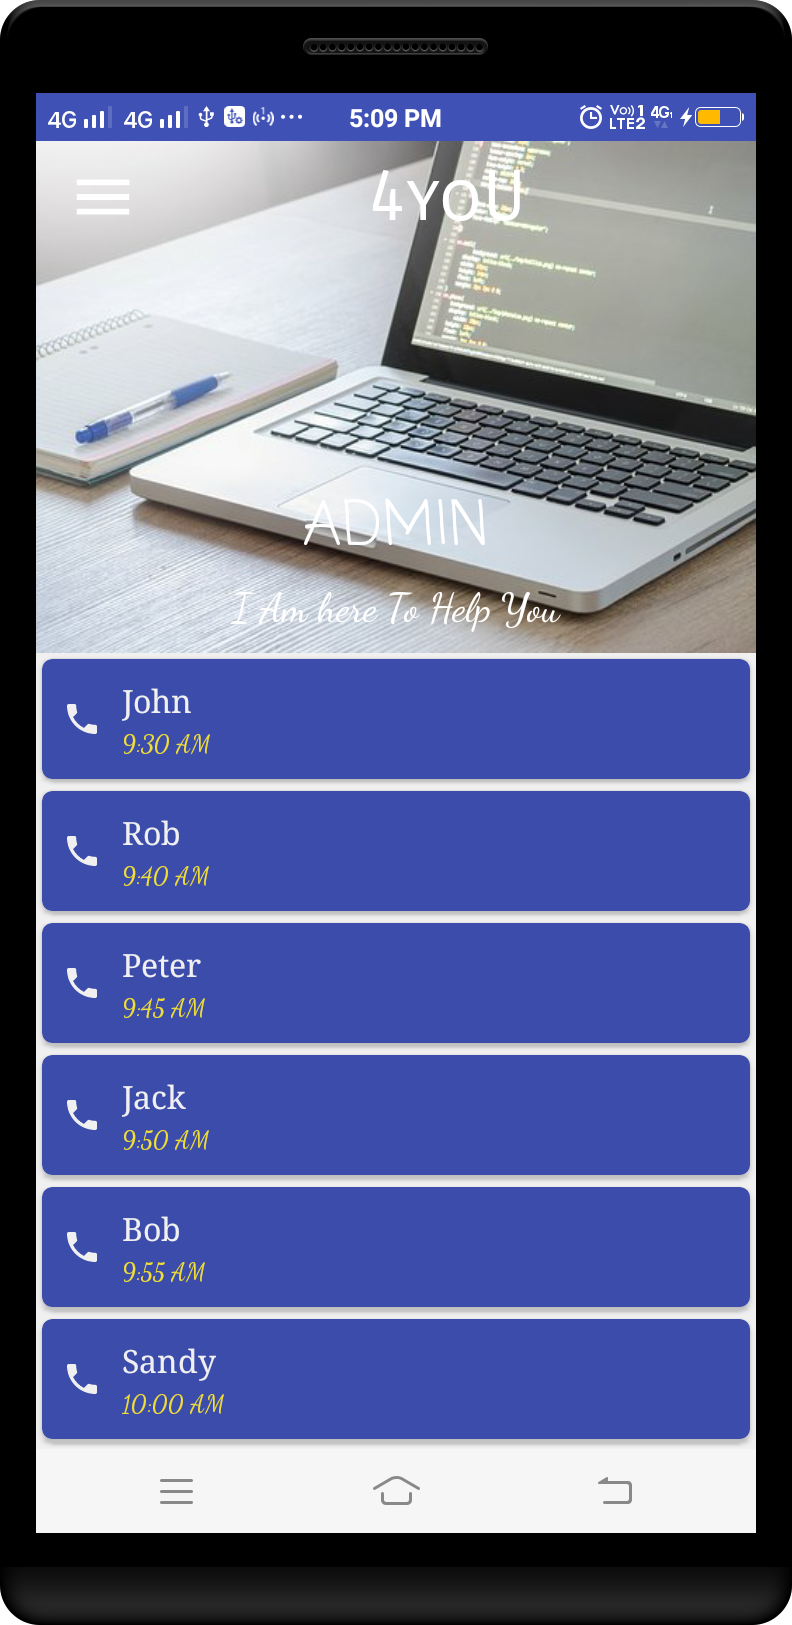 4G 4G 5:09 PM Vo)) 1 LTE2 4G
4YOU
ADMIN
I Am here To Help You
John
9:30 AM
Rob
9:40 AM
Peter
9:45 AM
Jack
9:50 AM
Bob
9:55 AM
Sandy
10:00 AM